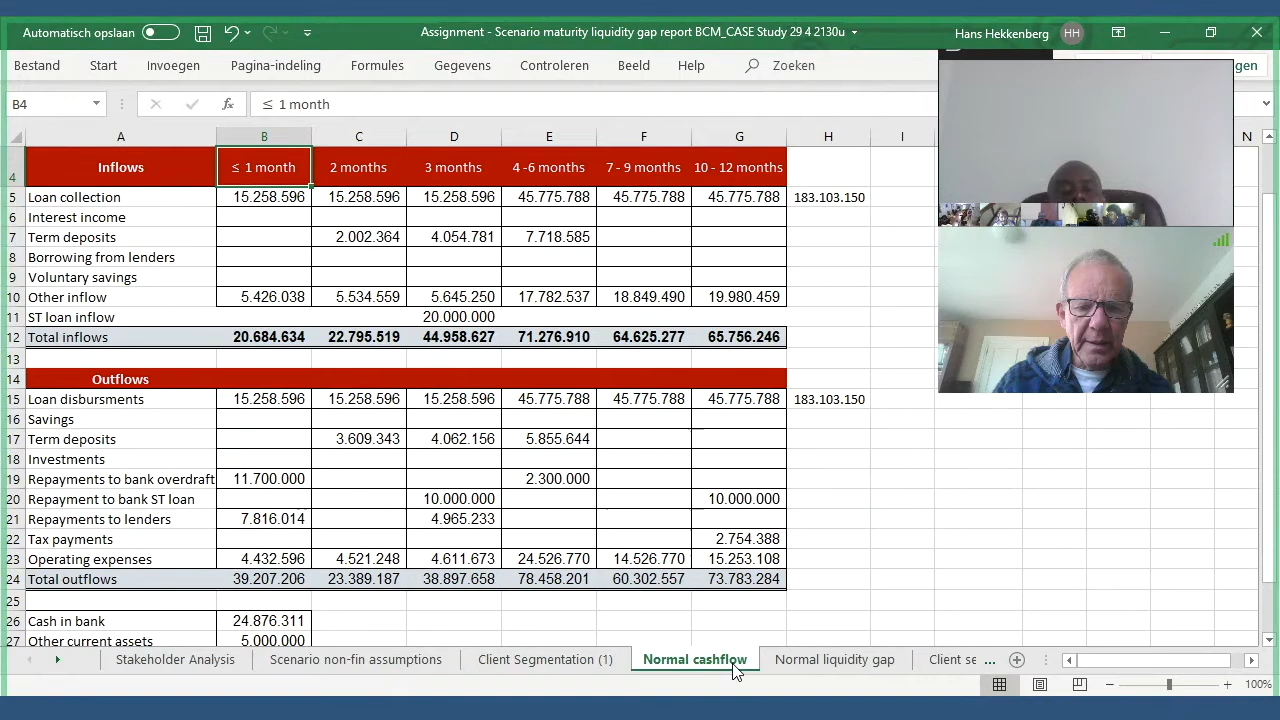 Automatisch opslaan Assignment - Scenario maturity liquidity gap report BCM_CASE Study 29 4 2130u Hans Hekkenberg HH
Bestand Start Invoegen Pagina-indeling Formules Gegevens Controleren Beeld Help Zoeken gen
B4 fx ≤ 1 month
A B C D E F G H I N
4 Inflows ≤ 1 month 2 months 3 months 4 -6 months 7 - 9 months 10 - 12 months
5 Loan collection 15.258.596 15.258.596 15.258.596 45.775.788 45.775.788 45.775.788 183.103.150
6 Interest income
7 Term deposits 2.002.364 4.054.781 7.718.585
8 Borrowing from lenders
9 Voluntary savings
10 Other inflow 5.426.038 5.534.559 5.645.250 17.782.537 18.849.490 19.980.459
11 ST loan inflow 20.000.000
12 Total inflows 20.684.634 22.795.519 44.958.627 71.276.910 64.625.277 65.756.246
13
14 Outflows
15 Loan disbursments 15.258.596 15.258.596 15.258.596 45.775.788 45.775.788 45.775.788 183.103.150
16 Savings
17 Term deposits 3.609.343 4.062.156 5.855.644
18 Investments
19 Repayments to bank overdraft 11.700.000 2.300.000
20 Repayment to bank ST loan 10.000.000 10.000.000
21 Repayments to lenders 7.816.014 4.965.233
22 Tax payments 2.754.388
23 Operating expenses 4.432.596 4.521.248 4.611.673 24.526.770 14.526.770 15.253.108
24 Total outflows 39.207.206 23.389.187 38.897.658 78.458.201 60.302.557 73.783.284
25
26 Cash in bank 24.876.311
27 Other current assets 5.000.000
Stakeholder Analysis Scenario non-fin assumptions Client Segmentation (1) Normal cashflow Normal liquidity gap Client se ...
100%